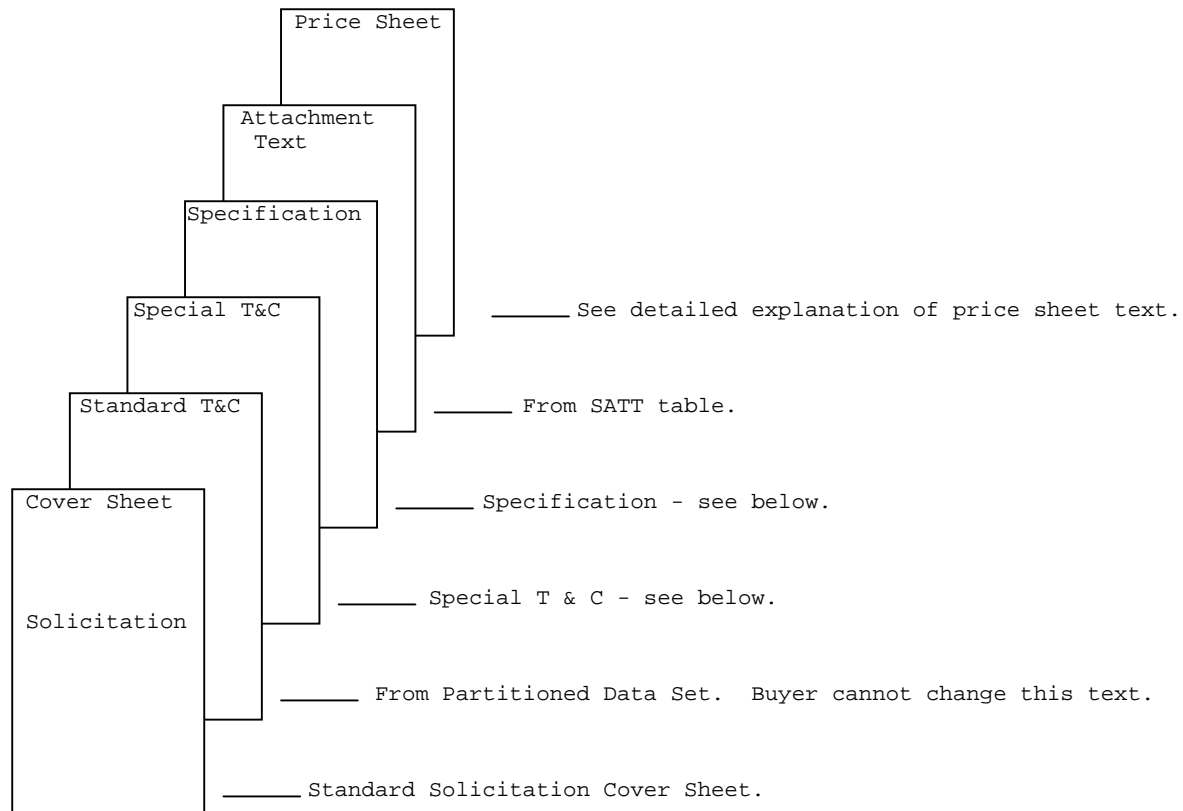 Price Sheet
Attachment
Text
Specification
Special T&C
See detailed explanation of price sheet text.
Standard T&C
From SATT table.
Cover Sheet
Specification - see below.
Special T & C - see below.
Solicitation
From Partitioned Data Set.  Buyer cannot change this text.
Standard Solicitation Cover Sheet.